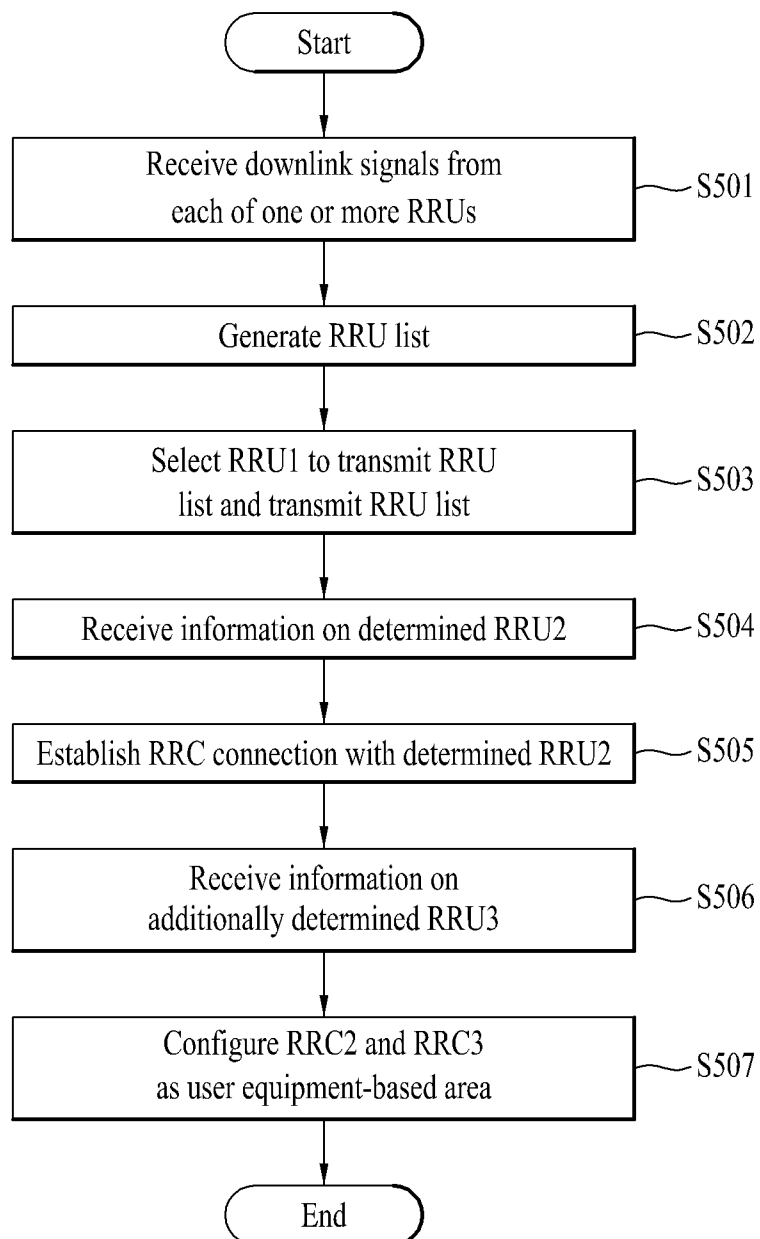 Start
Receive downlink signals from
each of one or more RRUs
S501
Generate RRU list
S502
Select RRU1 to transmit RRU
list and transmit RRU list
S503
Receive information on determined RRU2
S504
Establish RRC connection with determined RRU2
S505
Receive information on
additionally determined RRU3
S506
Configure RRC2 and RRC3
as user equipment-based area
S507
End